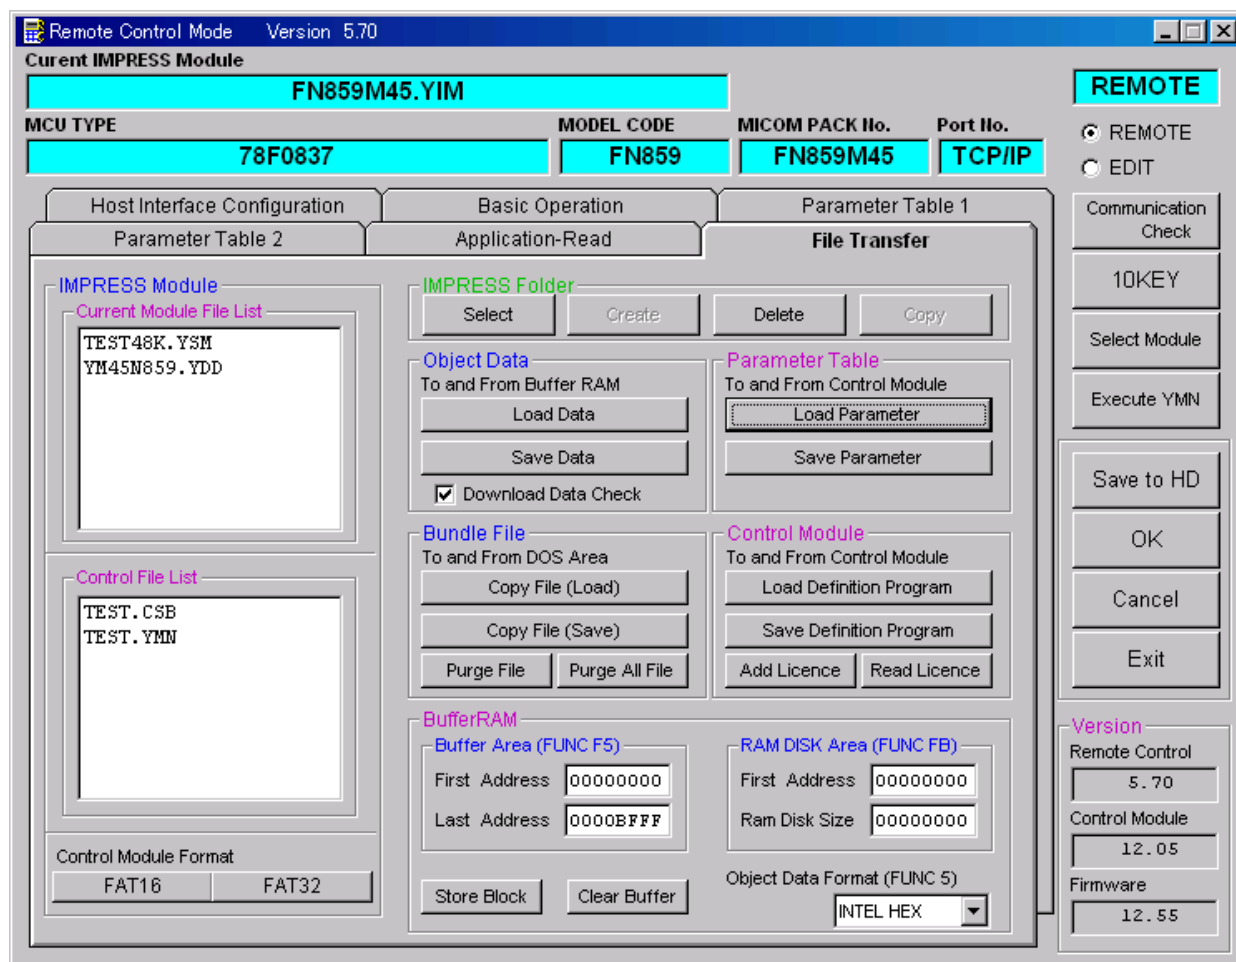 Remote Control Mode Version 5.70
Curent IMPRESS Module
FN859M45.YIM
MCU TYPE
78F0837
MODEL CODE
FN859
MICOM PACK No.
FN859M45
Port No.
TCP/IP
REMOTE
REMOTE
EDIT
Host Interface Configuration
Basic Operation
Parameter Table 1
Parameter Table 2
Application-Read
File Transfer
IMPRESS Module
Current Module File List
TEST48K.YSM
YM45N859.YDD
Control File List
TEST.CSB
TEST.YMN
Control Module Format
FAT16
FAT32
IMPRESS Folder
Select
Create
Delete
Copy
Object Data
To and From Buffer RAM
Load Data
Save Data
Download Data Check
Parameter Table
To and From Control Module
Load Parameter
Save Parameter
Bundle File
To and From DOS Area
Copy File (Load)
Copy File (Save)
Purge File
Purge All File
Control Module
To and From Control Module
Load Definition Program
Save Definition Program
Add Licence
Read Licence
BufferRAM
Buffer Area (FUNC F5)
First Address 00000000
Last Address 0000BFFF
RAM DISK Area (FUNC FB)
First Address 00000000
Ram Disk Size 00000000
Store Block
Clear Buffer
Object Data Format (FUNC 5)
INTEL HEX
Communication
Check
10KEY
Select Module
Execute YMN
Save to HD
OK
Cancel
Exit
Version
Remote Control
5.70
Control Module
12.05
Firmware
12.55